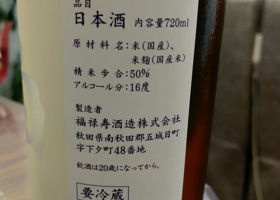 品目
日本酒 内容量720ml
原材料名:米(国産)、
米麹(国産米)
精米歩合:50%
アルコール分:16度
製造者
福禄寿酒造株式会社
秋田県南秋田郡五城目町
字下タ町48番地
飲酒は20歳になってから。
要冷蔵